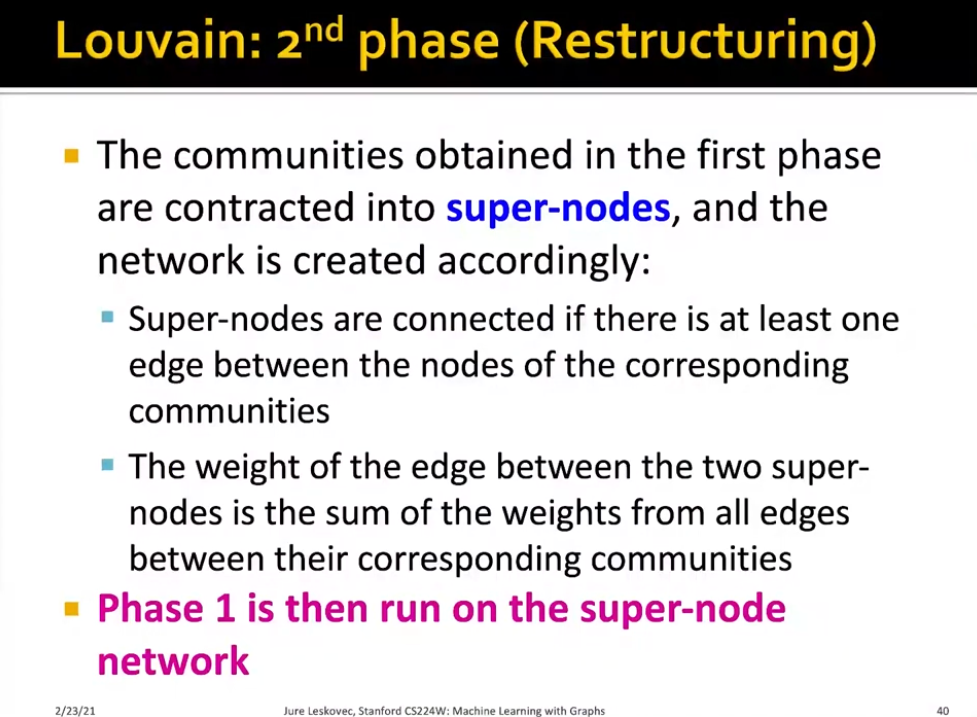 Louvain: 2nd phase (Restructuring)
The communities obtained in the first phase
are contracted into super-nodes, and the
network is created accordingly:
Super-nodes are connected if there is at least one
edge between the nodes of the corresponding
communities
The weight of the edge between the two super-
nodes is the sum of the weights from all edges
between their corresponding communities
Phase 1 is then run on the super-node
network
2/23/21 Jure Leskovec, Stanford CS224W: Machine Learning with Graphs 40